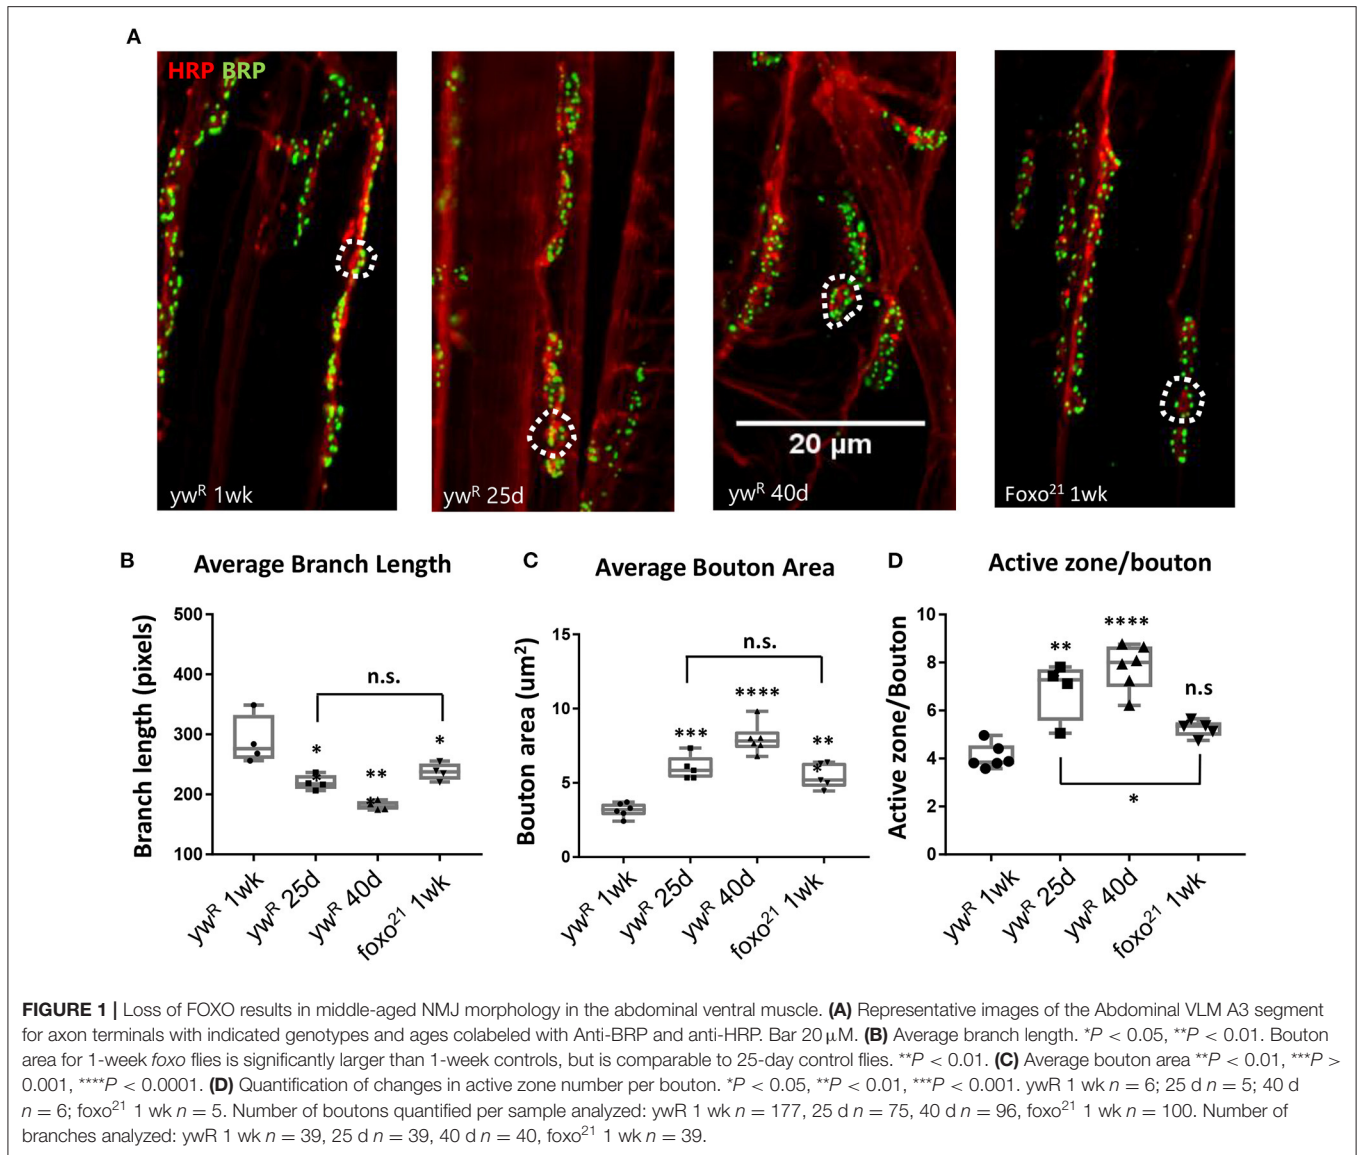 A
HRP BRP
ywR 1wk
ywR 25d
ywR 40d
20 µm
Foxo21 1wk
B
Average Branch Length
Branch length (pixels)
500
400
300
200
100
n.s.
*
*
**
*
*
ywR 1wk
ywR 25d
ywR 40d
foxo21 1wk
C
Average Bouton Area
Bouton area (um2)
15
10
5
0
n.s.
***
****
**
*
ywR 1wk
ywR 25d
ywR 40d
foxo21 1wk
D
Active zone/bouton
Active zone/Bouton
10
8
6
4
2
0
**
****
n.s
*
ywR 1wk
ywR 25d
ywR 40d
foxo21 1wk
FIGURE 1 | Loss of FOXO results in middle-aged NMJ morphology in the abdominal ventral muscle. (A) Representative images of the Abdominal VLM A3 segment
for axon terminals with indicated genotypes and ages colabeled with Anti-BRP and anti-HRP. Bar 20 µM. (B) Average branch length. *P < 0.05, **P < 0.01. Bouton
area for 1-week foxo flies is significantly larger than 1-week controls, but is comparable to 25-day control flies. **P < 0.01. (C) Average bouton area **P < 0.01, ***P >
0.001, ****P < 0.0001. (D) Quantification of changes in active zone number per bouton. *P < 0.05, **P < 0.01, ***P < 0.001. ywR 1 wk n = 6; 25 d n = 5; 40 d
n = 6; foxo21 1 wk n = 5. Number of boutons quantified per sample analyzed: ywR 1 wk n = 177, 25 d n = 75, 40 d n = 96, foxo21 1 wk n = 100. Number of
branches analyzed: ywR 1 wk n = 39, 25 d n = 39, 40 d n = 40, foxo21 1 wk n = 39.